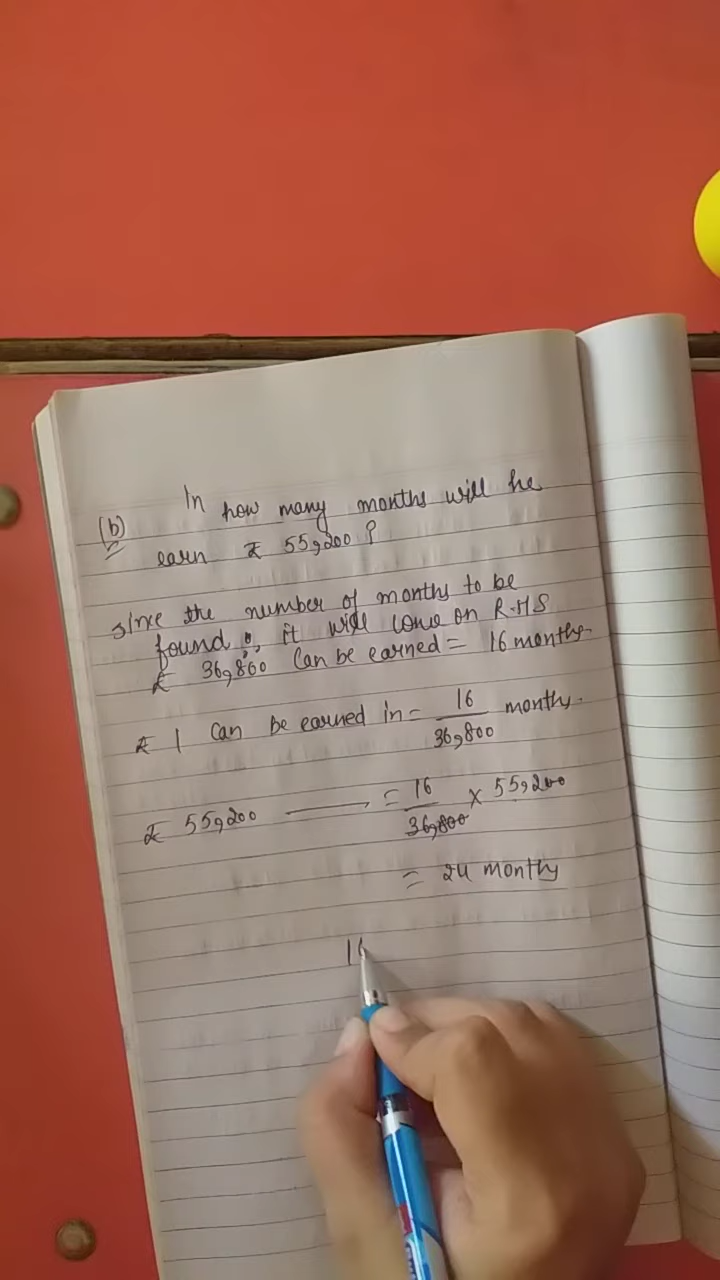 (b) In how many months will he
earn ₹ 55,200 ?
Since the number of months to be
found, it will come on R.H.S
₹ 36,800 Can be earned = 16 months.
₹ 1 can be earned in = 16/36,800 months.
₹ 55,200 ——→ = 16/36,800 × 55,200
= 24 months
16